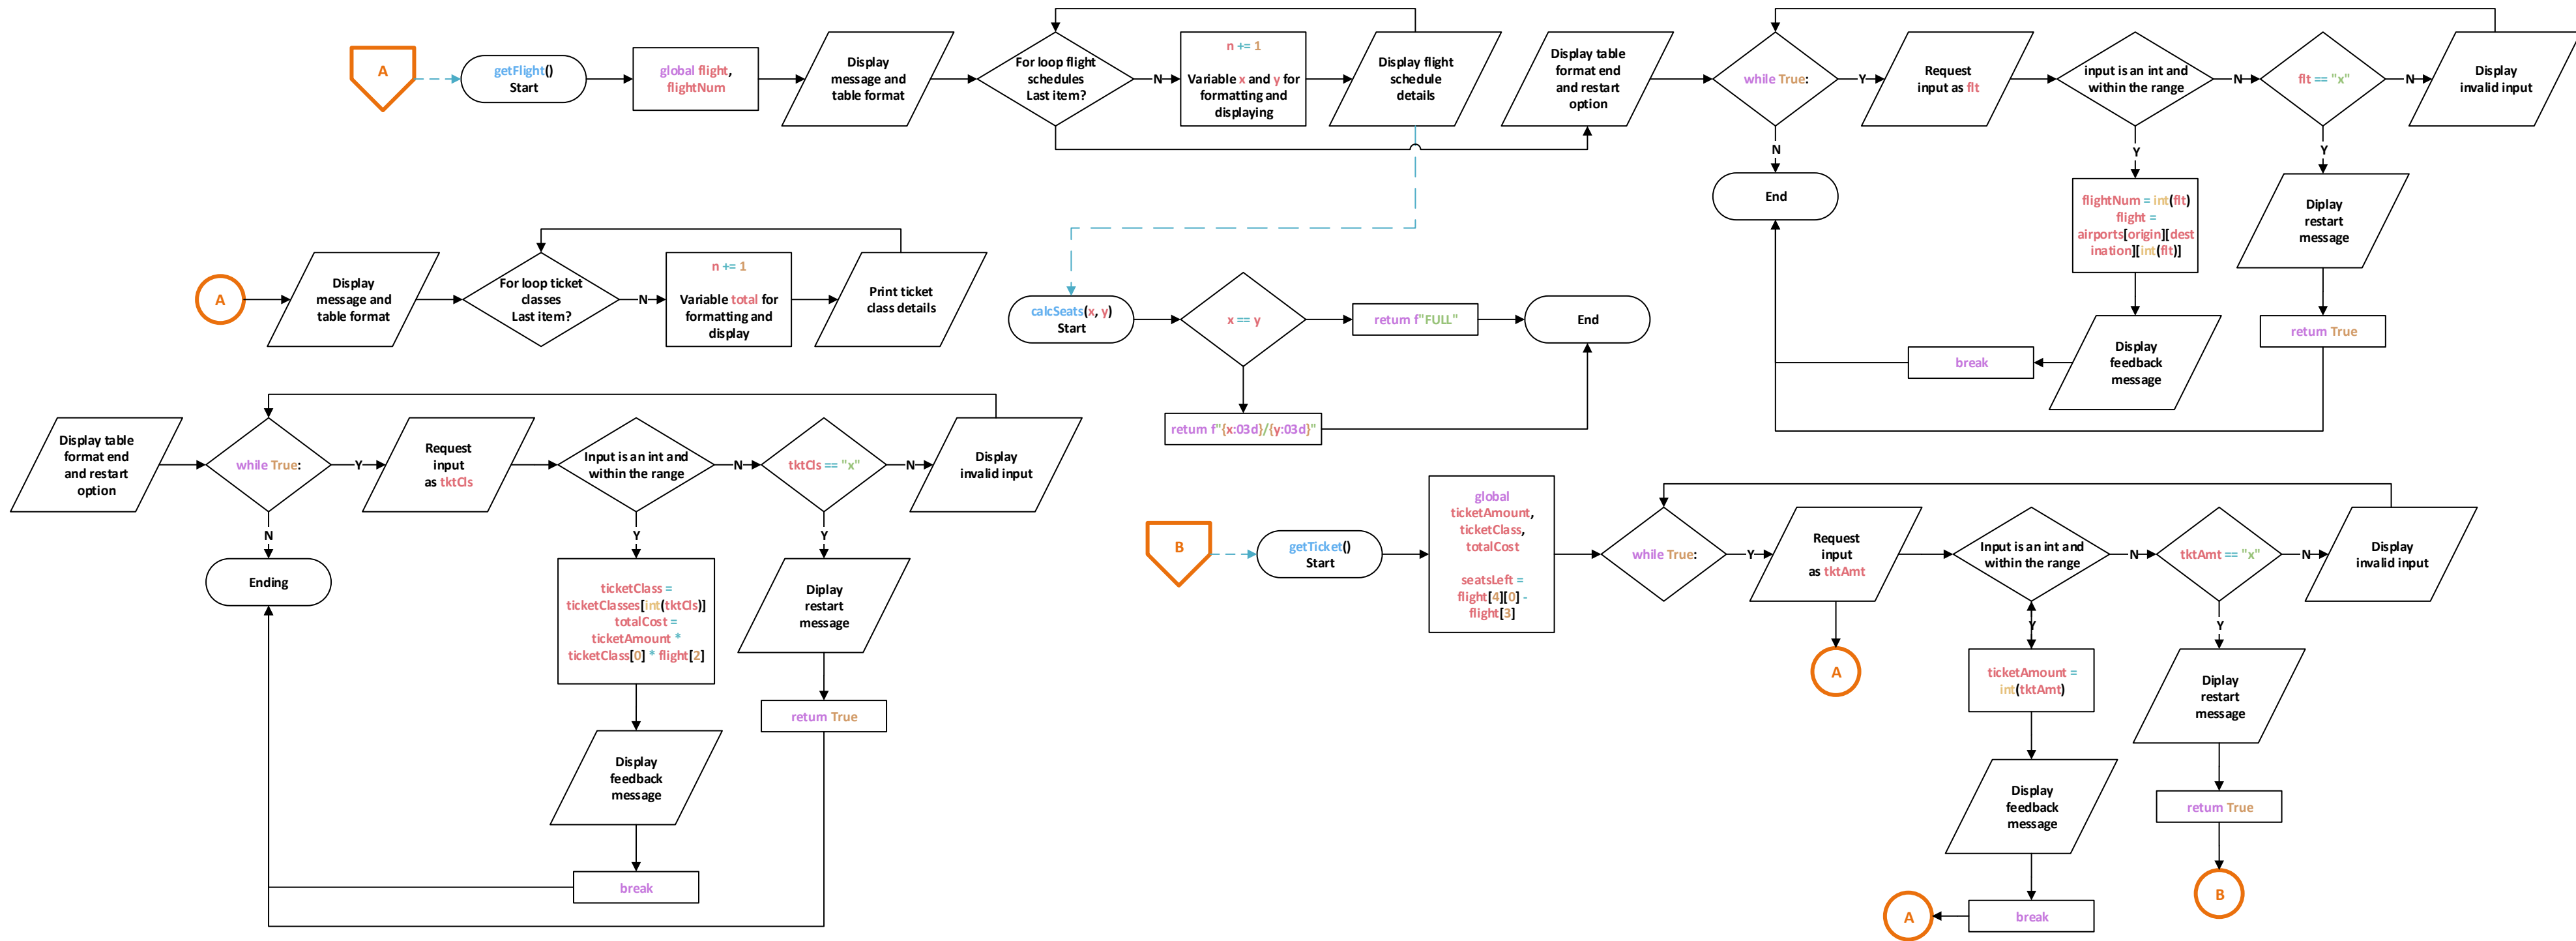 A
getFlight()
Start
global flight,
flightNum
Display
message and
table format
For loop flight
schedules
Last item?
N
n += 1
Variable x and y for
formatting and
displaying
Display flight
schedule
details
Display table
format end
and restart
option
while True:
Y
Request
input as flt
input is an int and
within the range
N
flt == "x"
N
Display
invalid input
N
End
Y
flightNum = int(flt)
flight =
airports[origin][dest
ination][int(flt)]
Display
feedback
message
break
Y
Diplay
restart
message
return True
A
Display
message and
table format
For loop ticket
classes
Last item?
N
n += 1
Variable total for
formatting and
display
Print ticket
class details
calcSeats(x, y)
Start
x == y
return f"FULL"
End
return f"{x:03d}/{y:03d}"
Display table
format end
and restart
option
while True:
Y
Request
input
as tktCls
Input is an int and
within the range
N
tktCls == "x"
N
Display
invalid input
N
Ending
Y
ticketClass =
ticketClasses[int(tktCls)]
totalCost =
ticketAmount *
ticketClass[0] * flight[2]
Display
feedback
message
break
Y
Diplay
restart
message
return True
B
getTicket()
Start
global
ticketAmount,
ticketClass,
totalCost
seatsLeft =
flight[4][0] -
flight[3]
while True:
Y
Request
input
as tktAmt
A
Input is an int and
within the range
N
tktAmt == "x"
N
Display
invalid input
Y
ticketAmount =
int(tktAmt)
Display
feedback
message
break
A
Y
Diplay
restart
message
return True
B